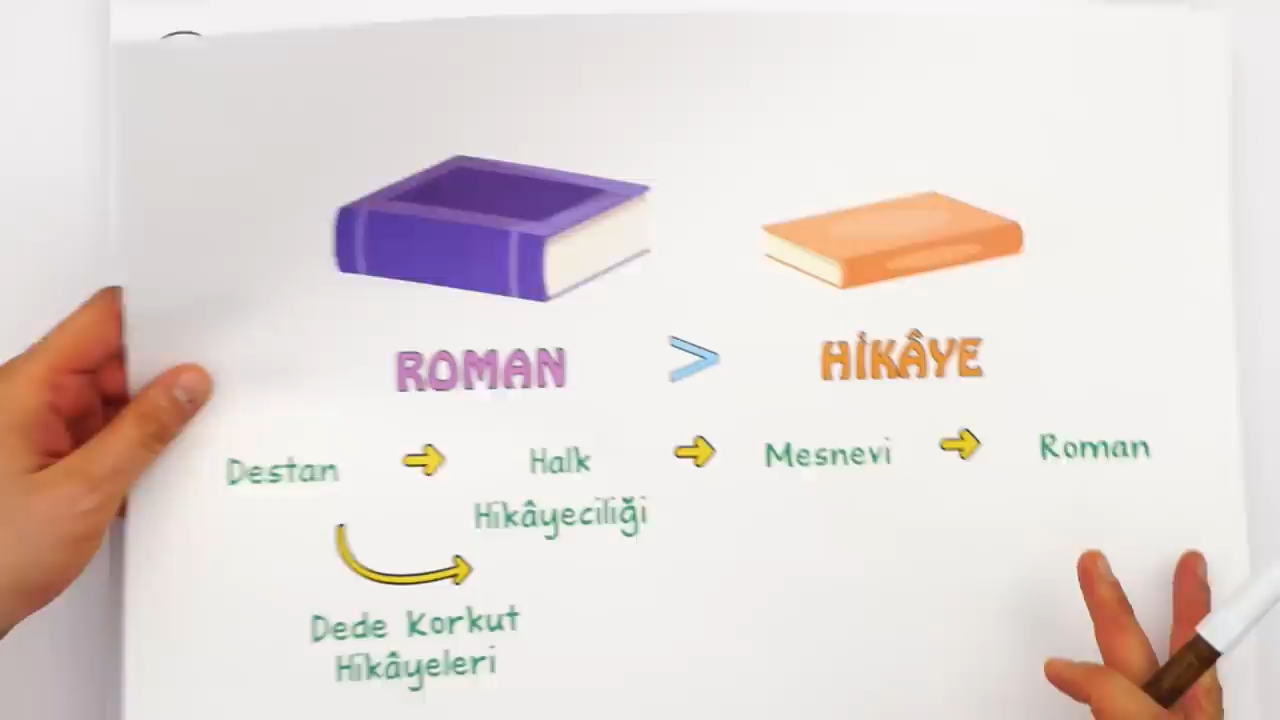 ROMAN > HİKÂYE
Destan → Halk → Mesnevi → Roman
Hikâyeciliği
Dede Korkut
Hikâyeleri